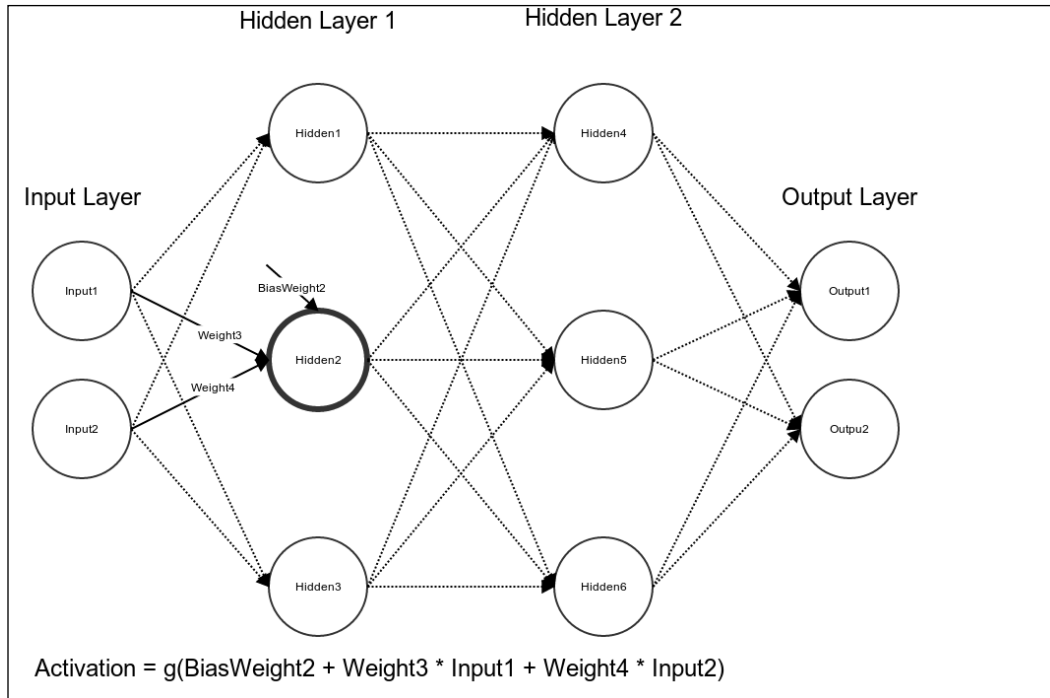 Hidden Layer 1
Hidden Layer 2
Input Layer
Output Layer
Hidden1
Hidden4
Input1
BiasWeight2
Output1
Weight3
Hidden2
Hidden5
Weight4
Input2
Outpu2
Hidden3
Hidden6
Activation = g(BiasWeight2 + Weight3 * Input1 + Weight4 * Input2)